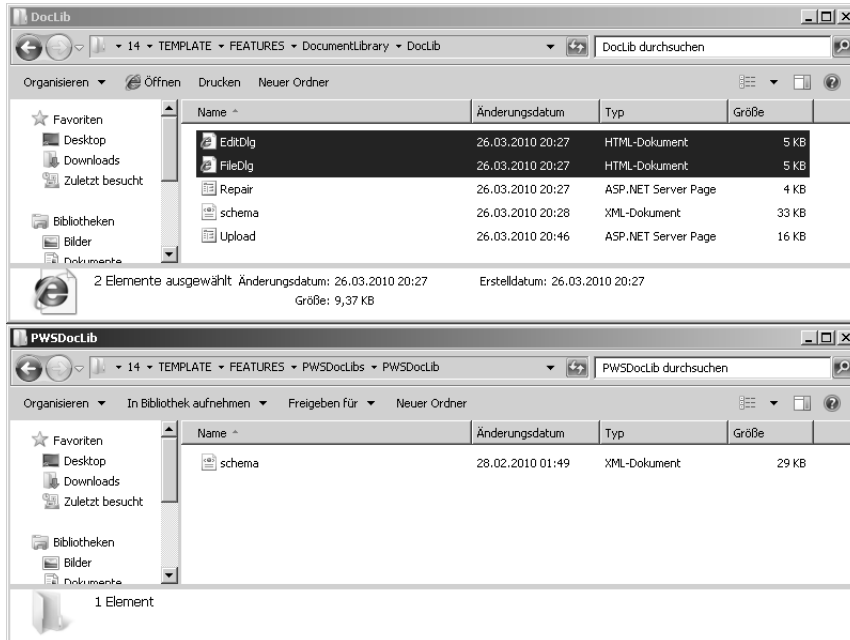 DocLib
14 TEMPLATE FEATURES DocumentLibrary DocLib DocLib durchsuchen
Organisieren Öffnen Drucken Neuer Ordner
Favoriten
Desktop
Downloads
Zuletzt besucht
Bibliotheken
Bilder
Dokumente
Name Änderungsdatum Typ Größe
EditDlg 26.03.2010 20:27 HTML-Dokument 5 KB
FileDlg 26.03.2010 20:27 HTML-Dokument 5 KB
Repair 26.03.2010 20:27 ASP.NET Server Page 4 KB
schema 26.03.2010 20:28 XML-Dokument 33 KB
Upload 26.03.2010 20:46 ASP.NET Server Page 16 KB
2 Elemente ausgewählt Änderungsdatum: 26.03.2010 20:27 Erstelldatum: 26.03.2010 20:27
Größe: 9,37 KB
PWSDocLib
14 TEMPLATE FEATURES PWSDocLibs PWSDocLib PWSDocLib durchsuchen
Organisieren In Bibliothek aufnehmen Freigeben für Neuer Ordner
Favoriten
Desktop
Downloads
Zuletzt besucht
Bibliotheken
Bilder
Dokumente
Name Änderungsdatum Typ Größe
schema 28.02.2010 01:49 XML-Dokument 29 KB
1 Element